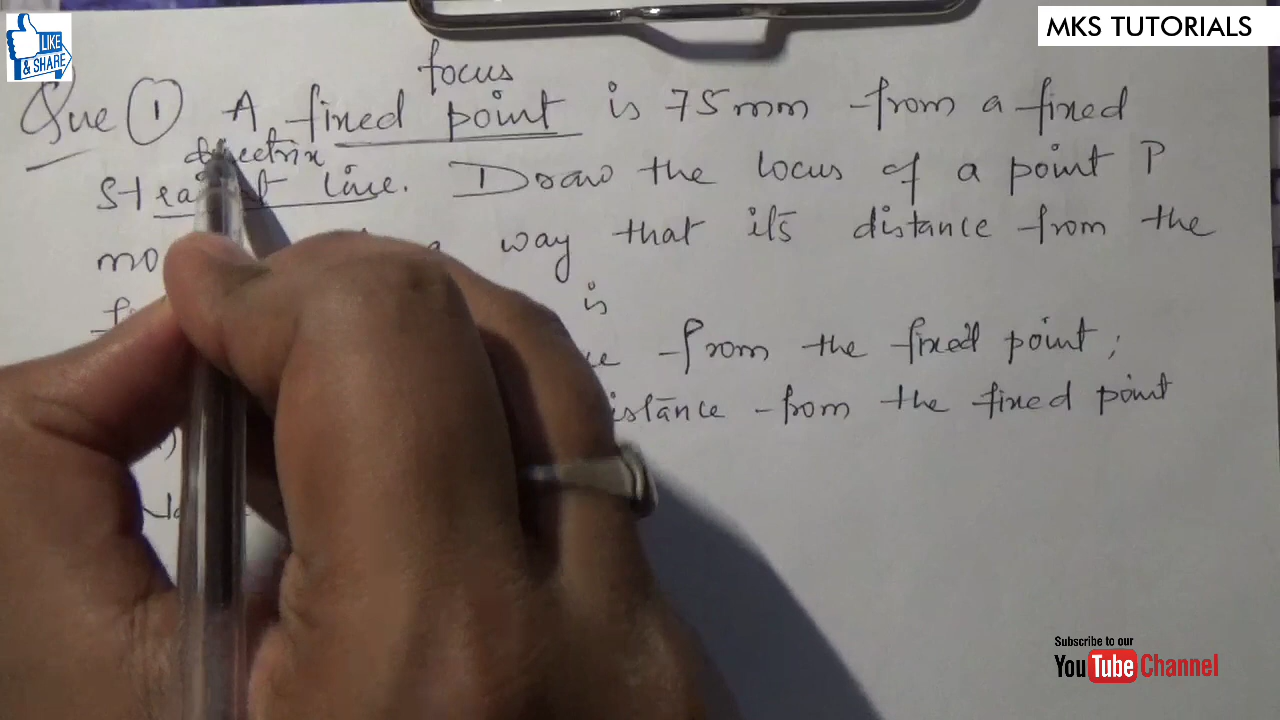 LIKE
& SHARE
MKS TUTORIALS
focus
Que ① A fixed point is 75mm from a fixed
directrix
straight line. Draw the locus of a point P
way that its distance from the
is
from the fixed point;
distance from the fixed point
Subscribe to our
YouTube Channel